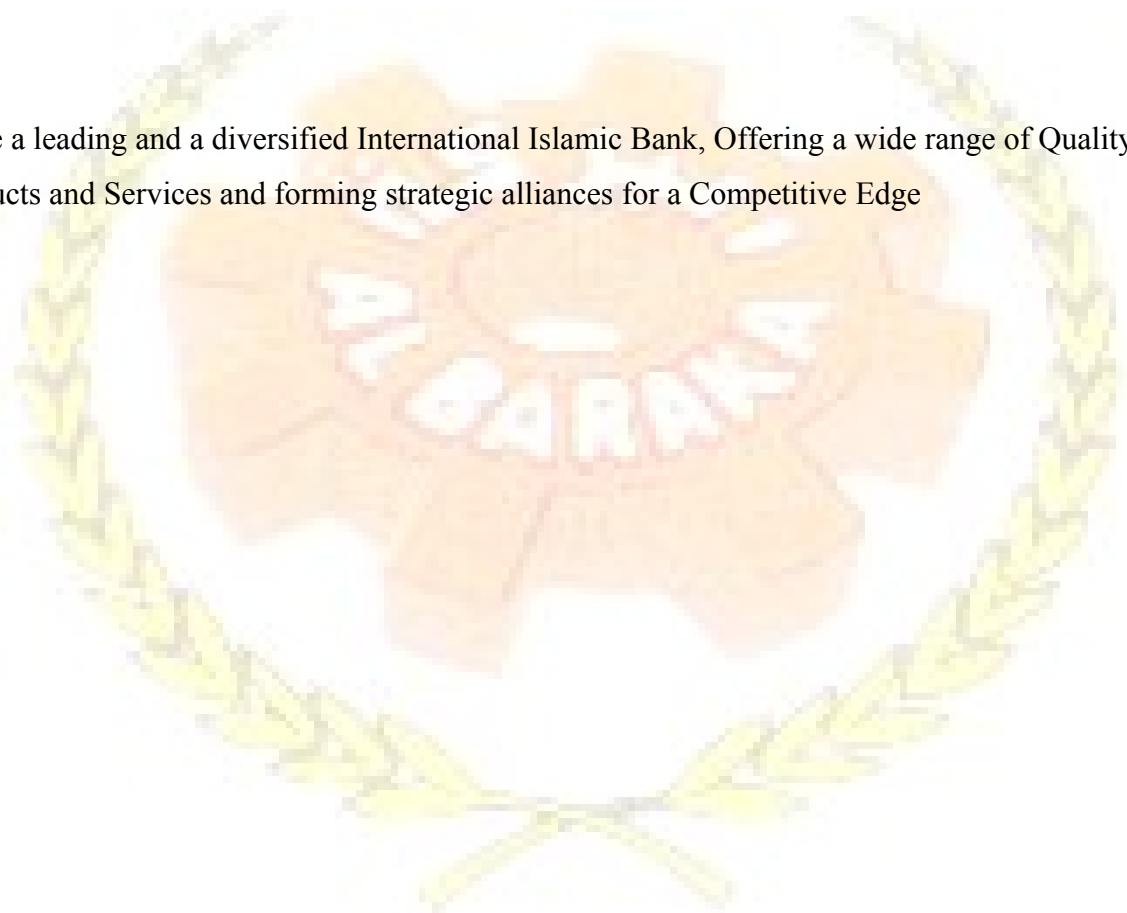 e a leading and a diversified International Islamic Bank, Offering a wide range of Quality
ucts and Services and forming strategic alliances for a Competitive Edge
AL BARAKA